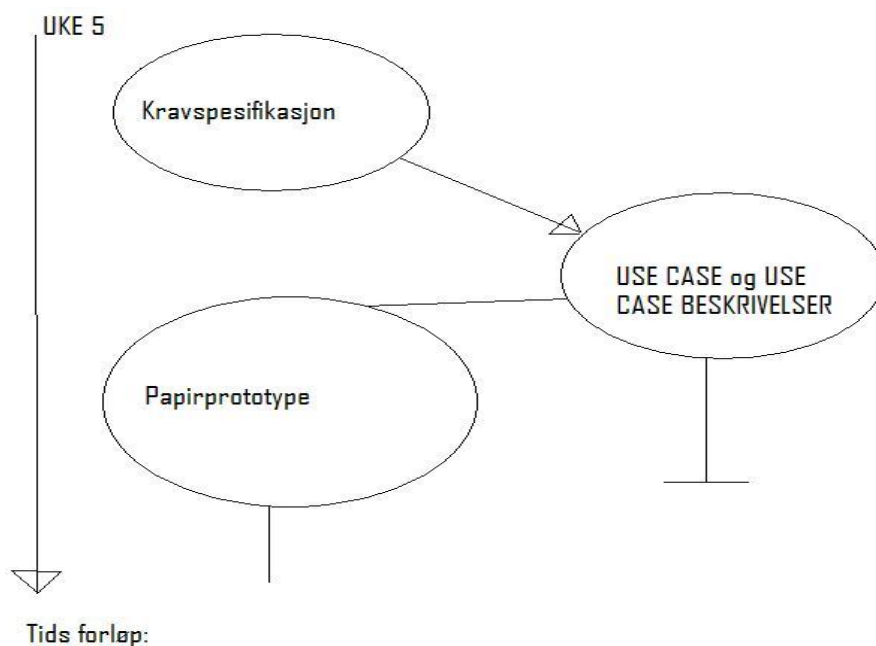 UKE 5
Kravspesifikasjon
USE CASE og USE
CASE BESKRIVELSER
Papirprototype
Tids forløp: